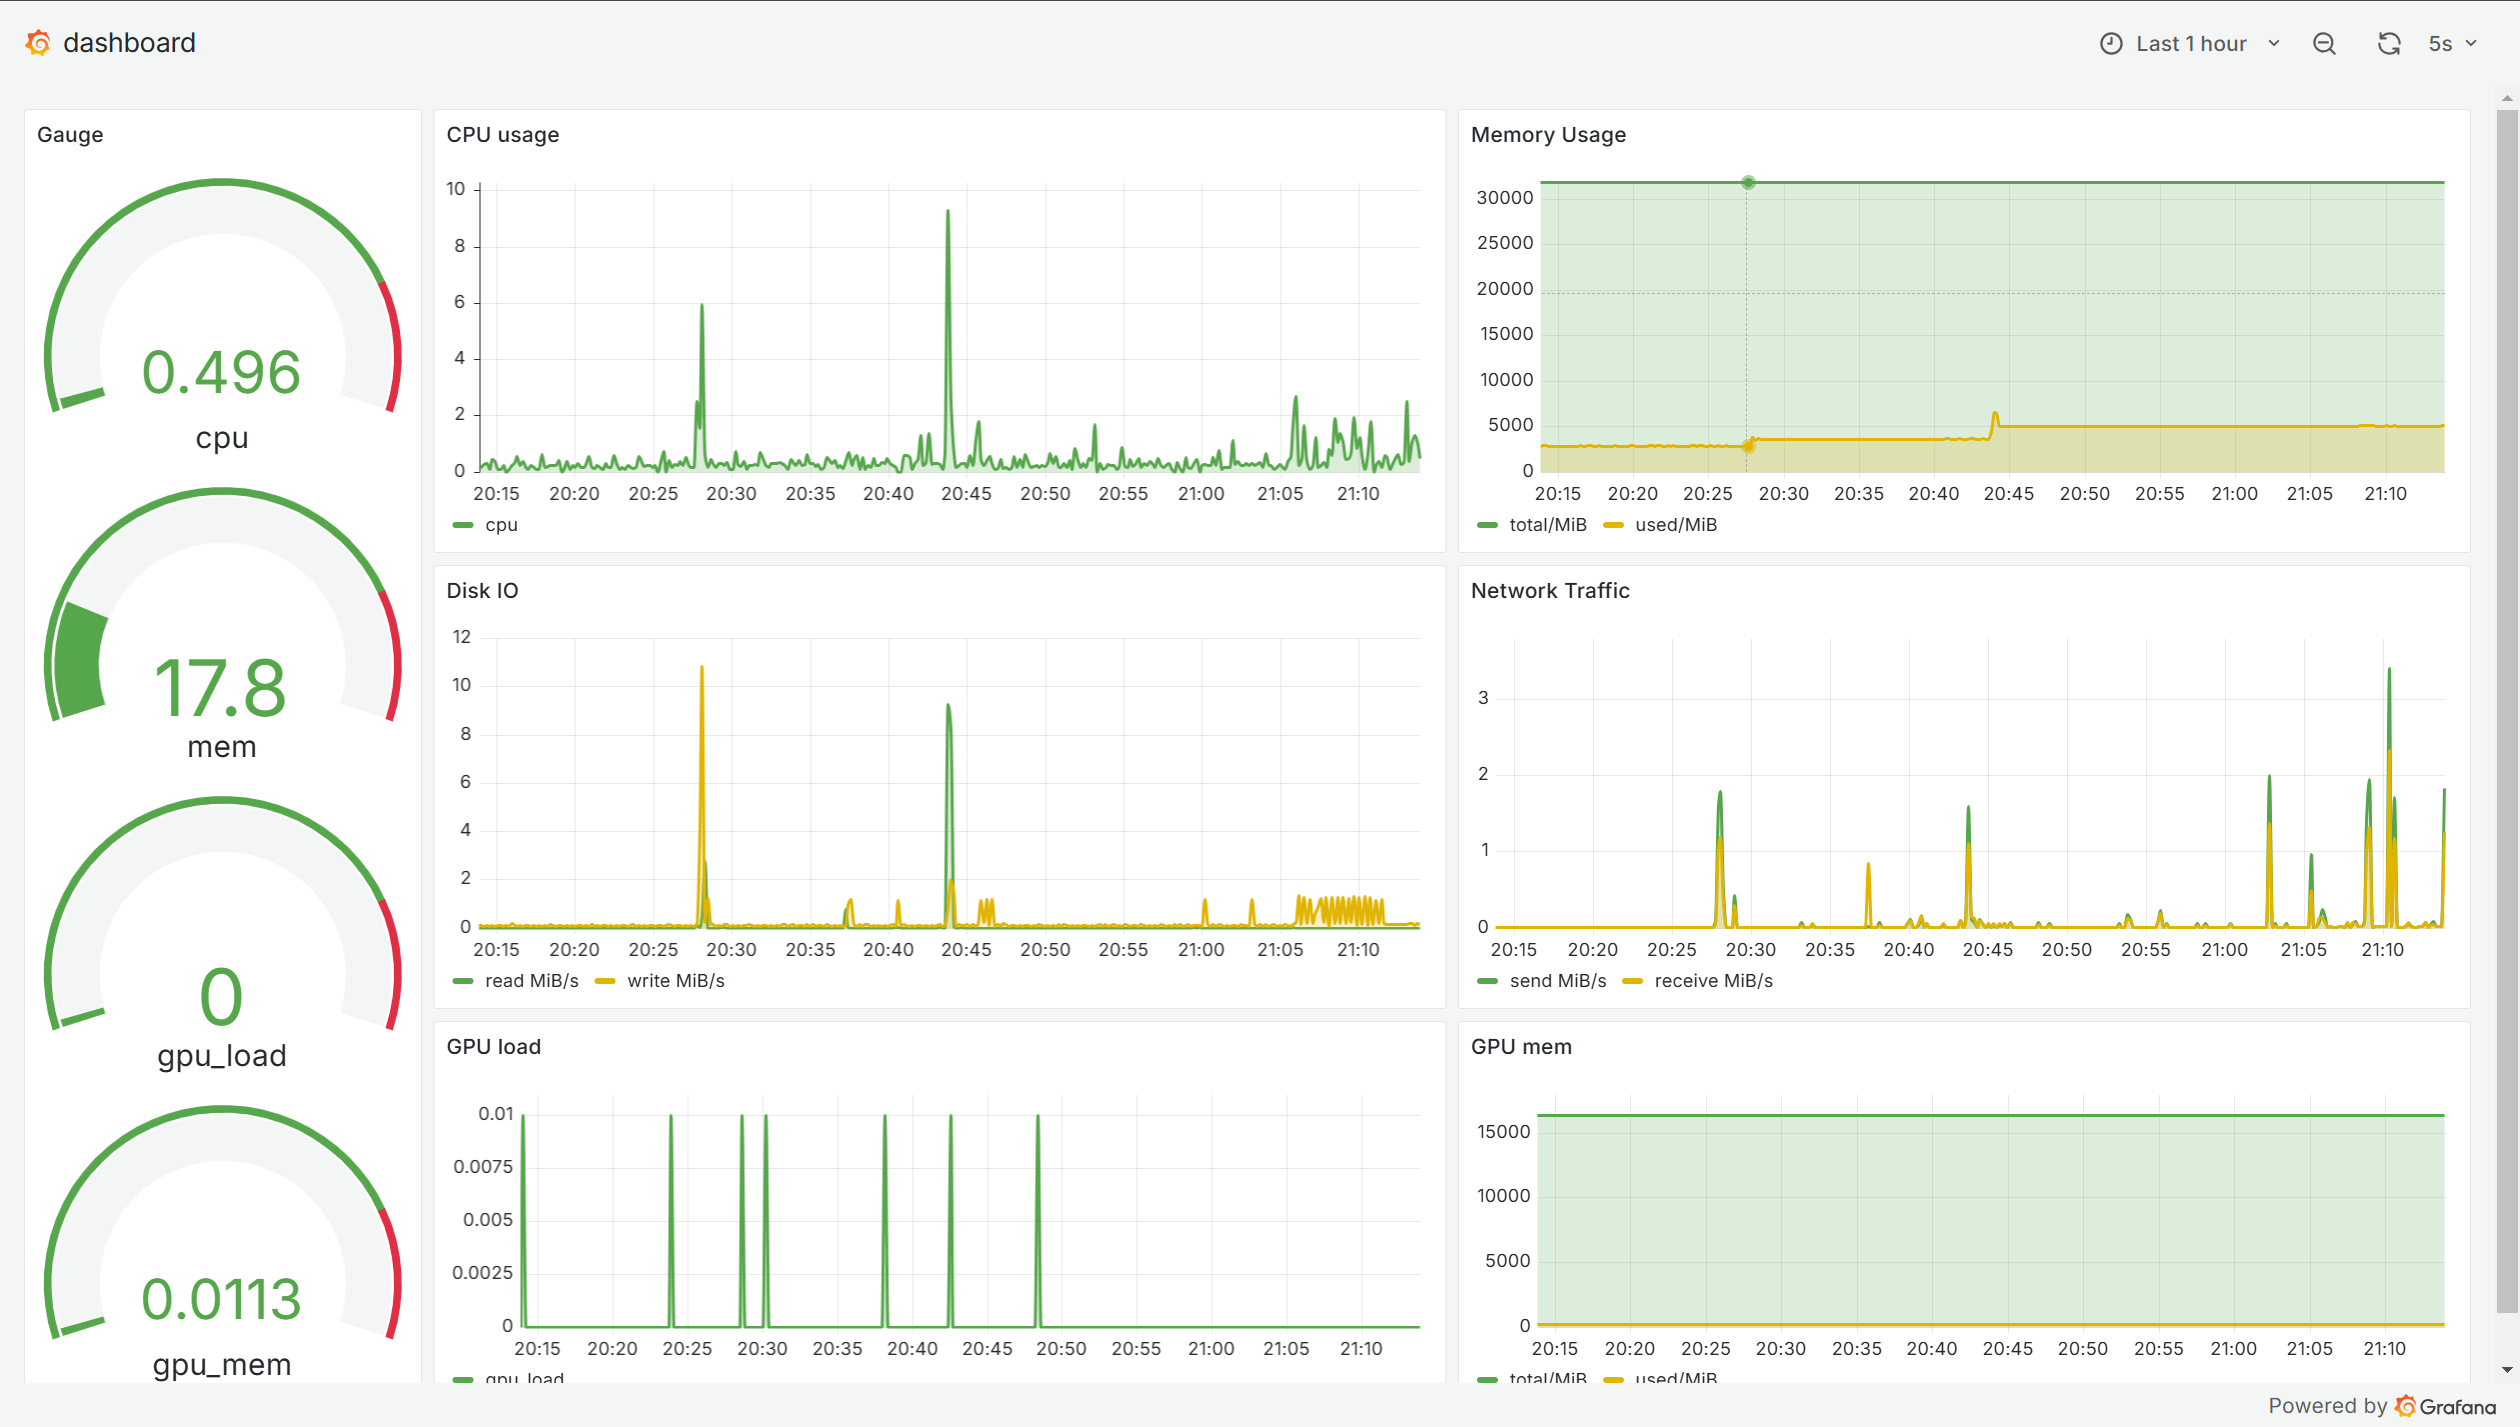 dashboard
Last 1 hour
5s
Gauge
0.496
cpu
17.8
mem
0
gpu_load
0.0113
gpu_mem
CPU usage
10
8
6
4
2
0
20:15 20:20 20:25 20:30 20:35 20:40 20:45 20:50 20:55 21:00 21:05 21:10
cpu
Memory Usage
30000
25000
20000
15000
10000
5000
0
20:15 20:20 20:25 20:30 20:35 20:40 20:45 20:50 20:55 21:00 21:05 21:10
total/MiB used/MiB
Disk IO
12
10
8
6
4
2
0
20:15 20:20 20:25 20:30 20:35 20:40 20:45 20:50 20:55 21:00 21:05 21:10
read MiB/s write MiB/s
Network Traffic
3
2
1
0
20:15 20:20 20:25 20:30 20:35 20:40 20:45 20:50 20:55 21:00 21:05 21:10
send MiB/s receive MiB/s
GPU load
0.01
0.0075
0.005
0.0025
0
20:15 20:20 20:25 20:30 20:35 20:40 20:45 20:50 20:55 21:00 21:05 21:10
gpu_load
GPU mem
15000
10000
5000
0
20:15 20:20 20:25 20:30 20:35 20:40 20:45 20:50 20:55 21:00 21:05 21:10
total/MiB used/MiB
Powered by Grafana